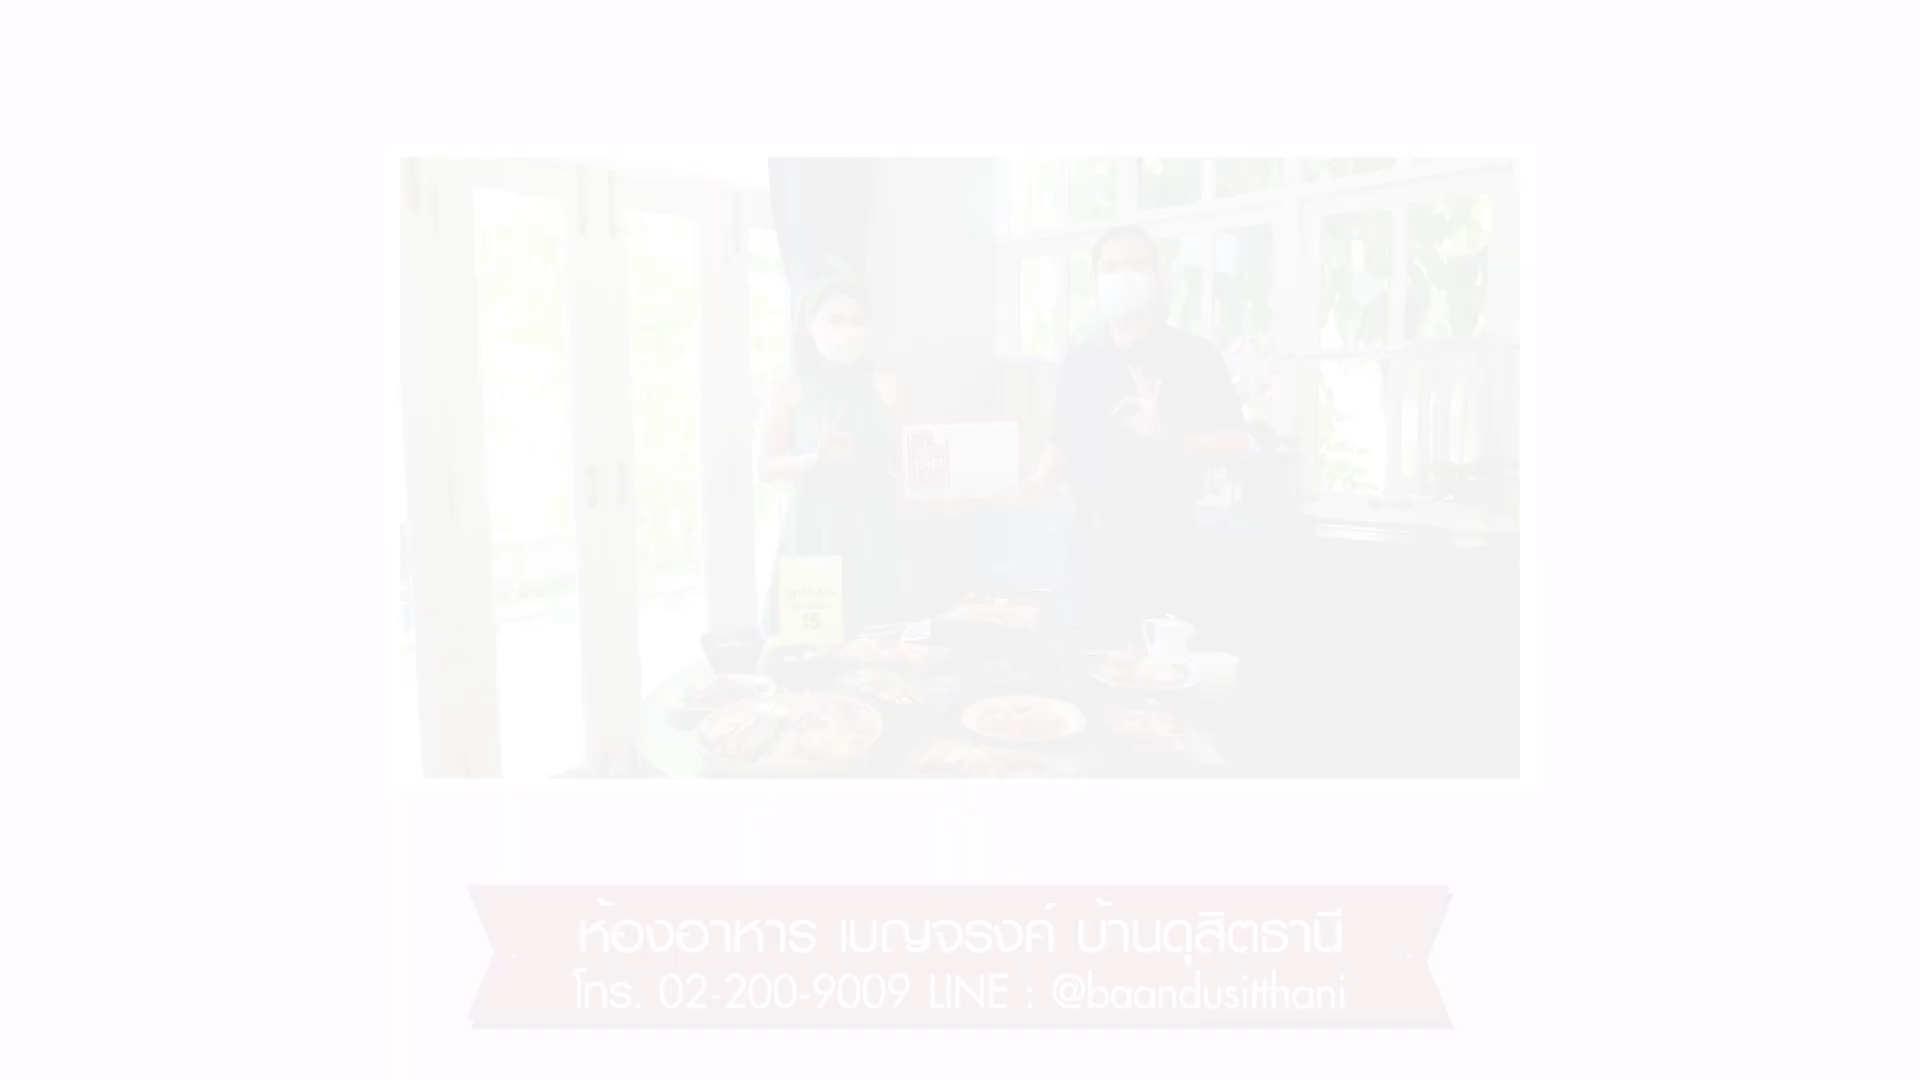 15
ห้องอาหาร เบญจรงค์ บ้านดุสิตธานี
โทร. 02-200-9009 LINE : @baandusitthani